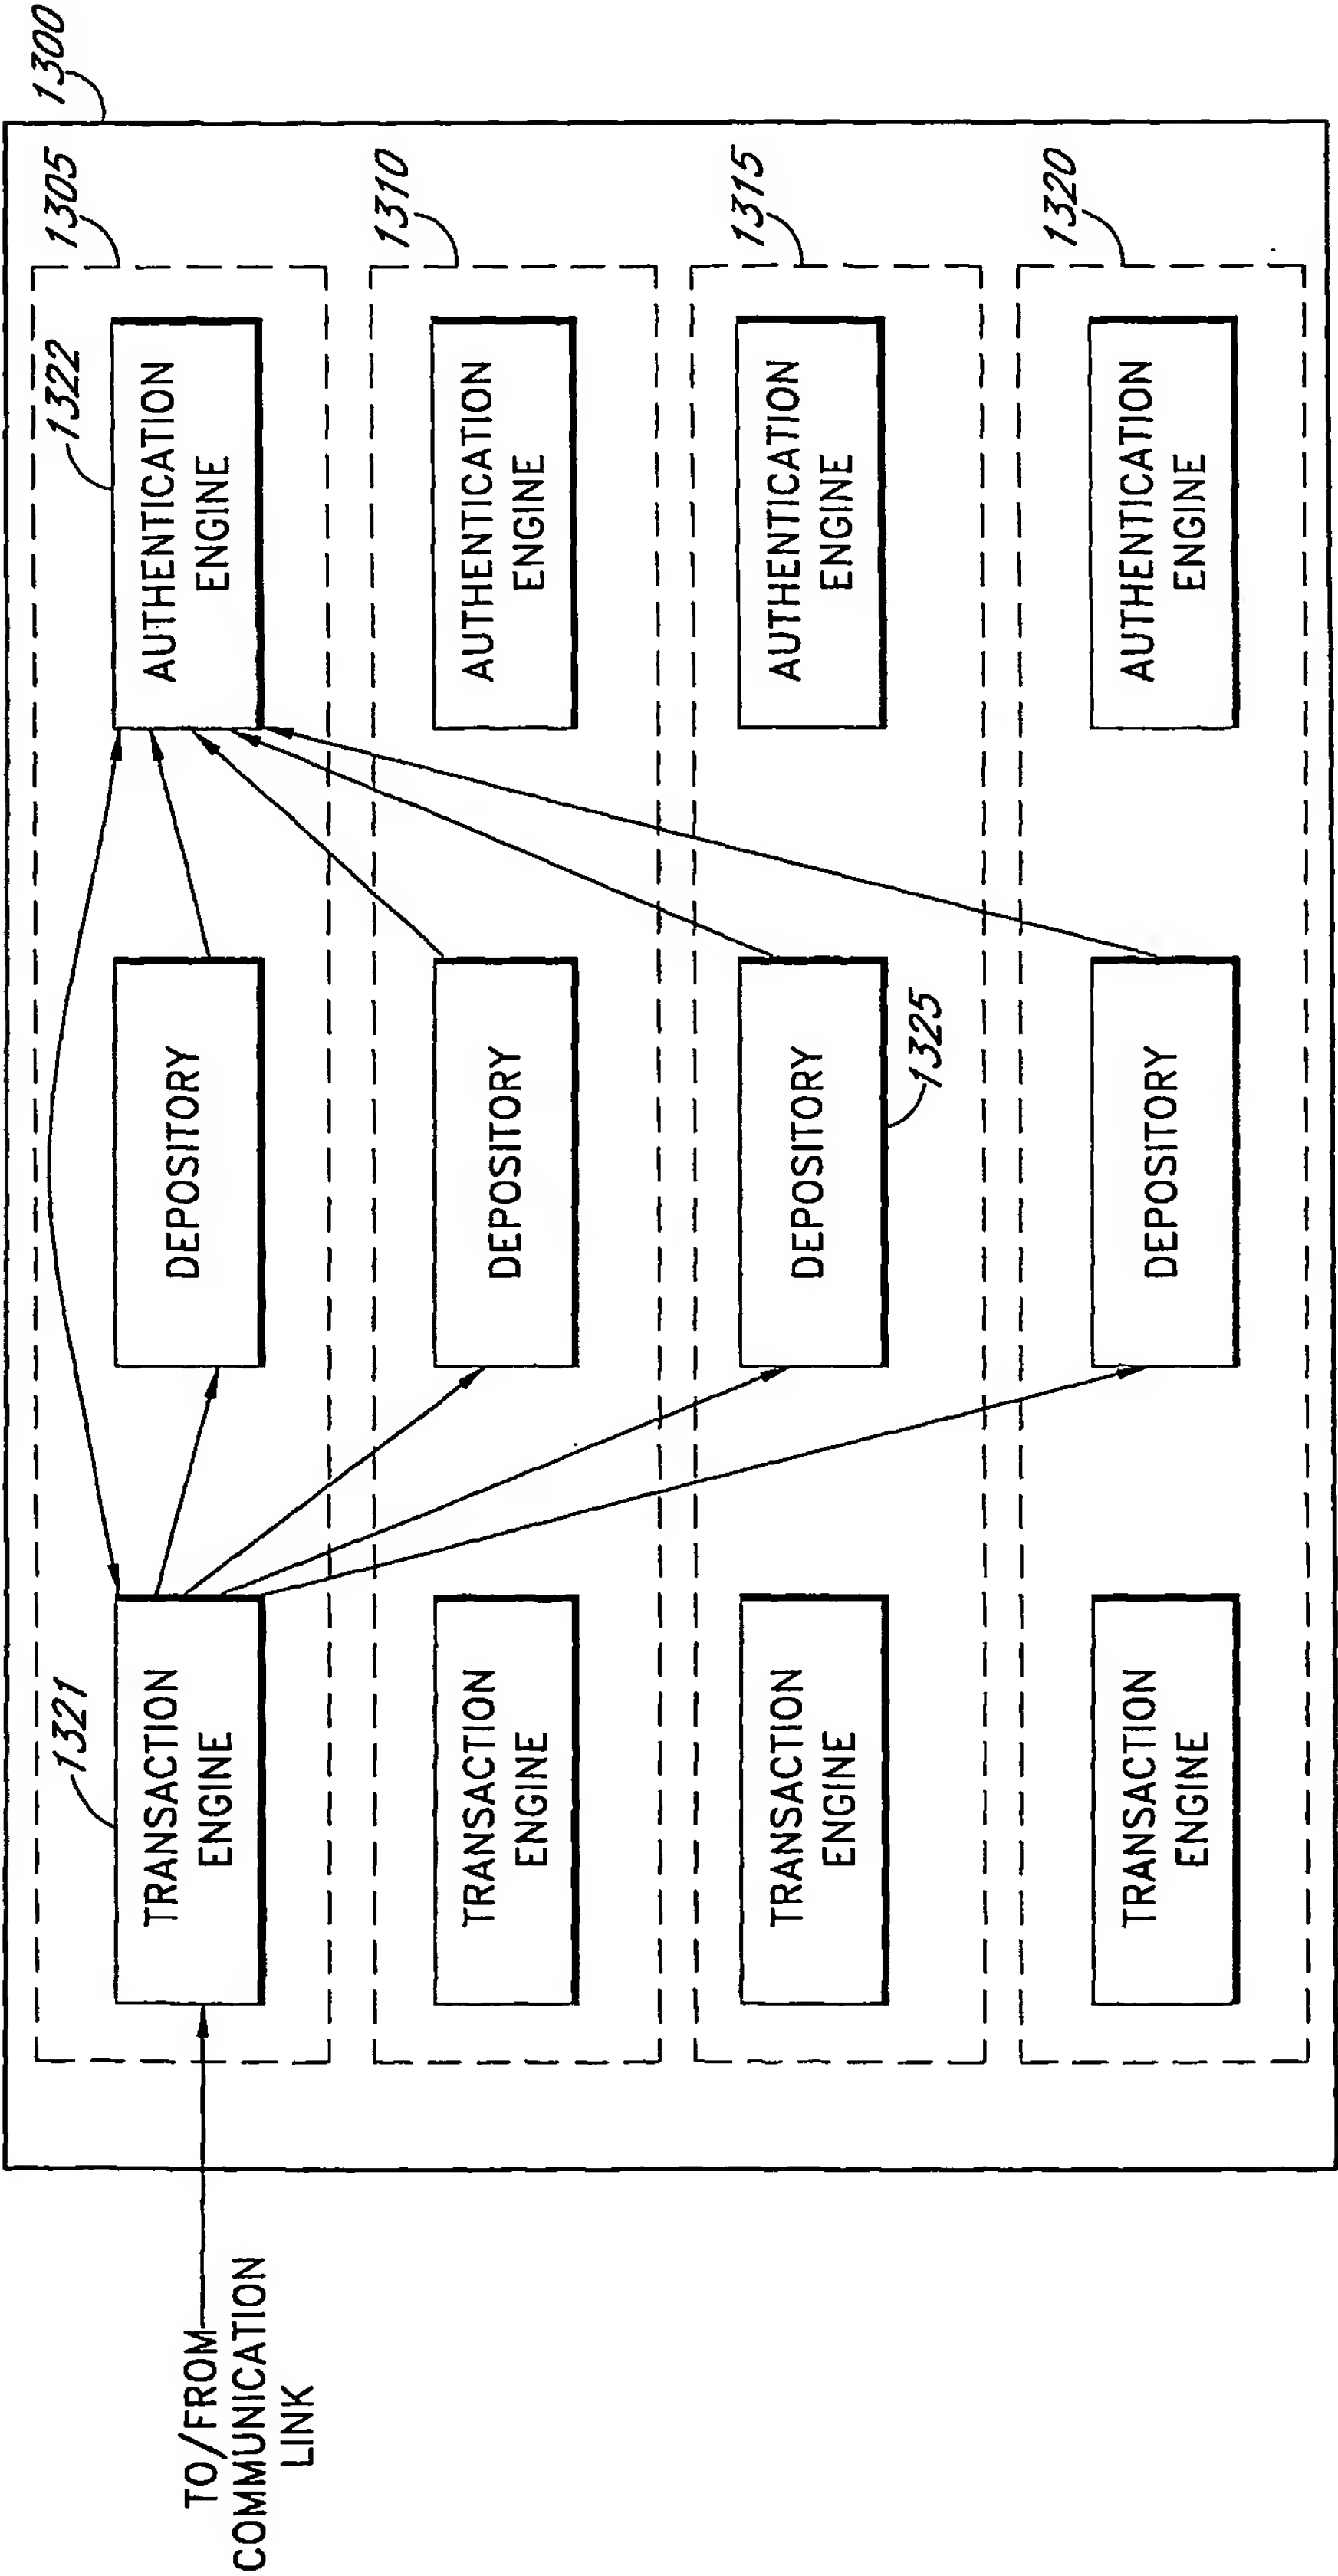 1300
1305
1322
AUTHENTICATION
ENGINE
DEPOSITORY
1321
TRANSACTION
ENGINE
TO/FROM
COMMUNICATION
LINK
1310
AUTHENTICATION
ENGINE
DEPOSITORY
TRANSACTION
ENGINE
1315
AUTHENTICATION
ENGINE
DEPOSITORY
1325
TRANSACTION
ENGINE
1320
AUTHENTICATION
ENGINE
DEPOSITORY
TRANSACTION
ENGINE